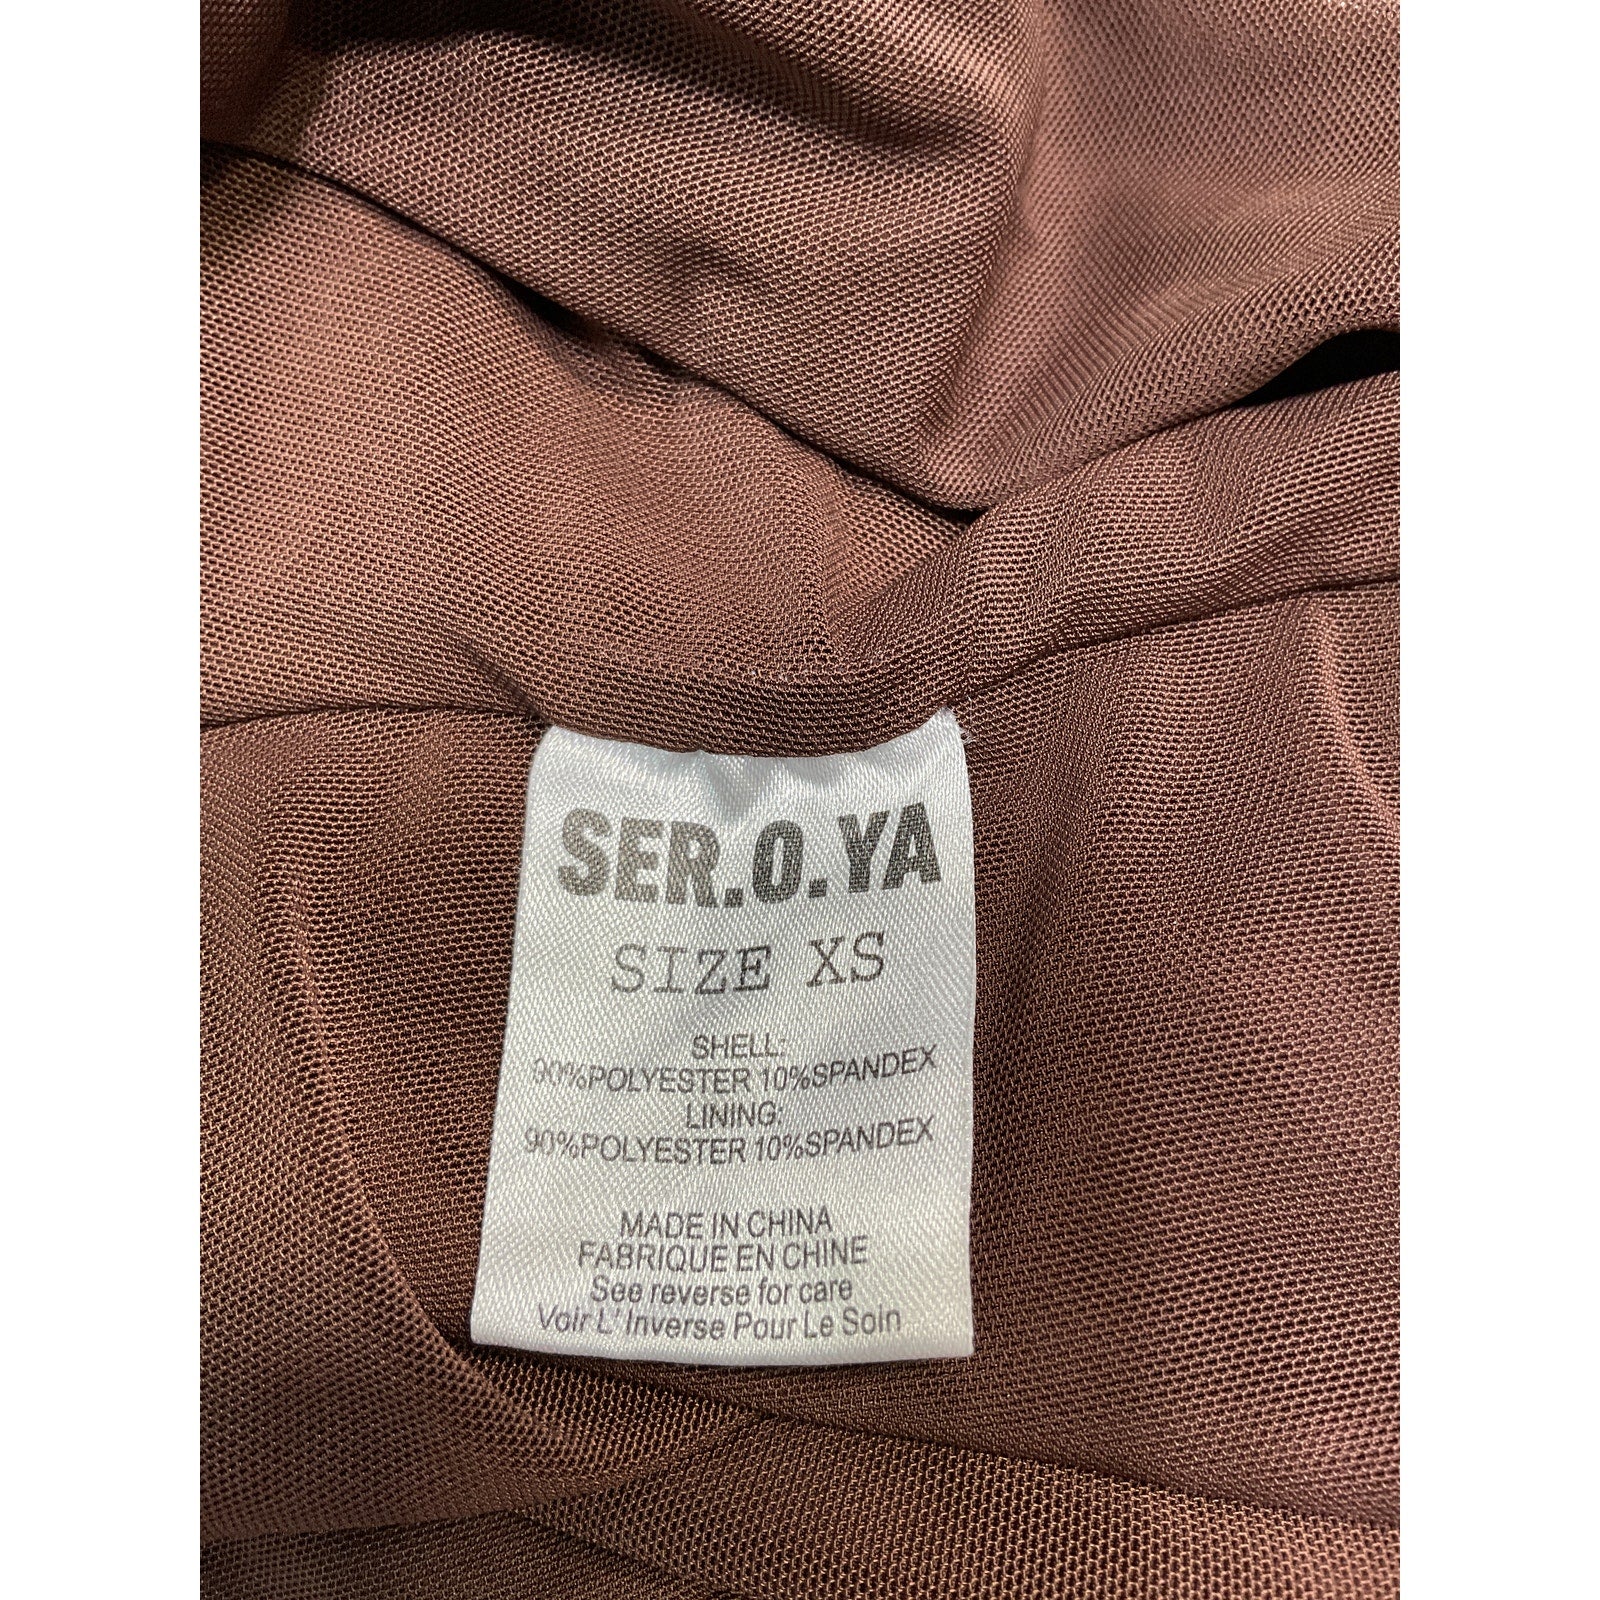 SER.O.YA
SIZE XS
SHELL:
90%POLYESTER 10%SPANDEX
LINING:
90%POLYESTER 10%SPANDEX
MADE IN CHINA
FABRIQUE EN CHINE
See reverse for care
Voir L' Inverse Pour Le Soin